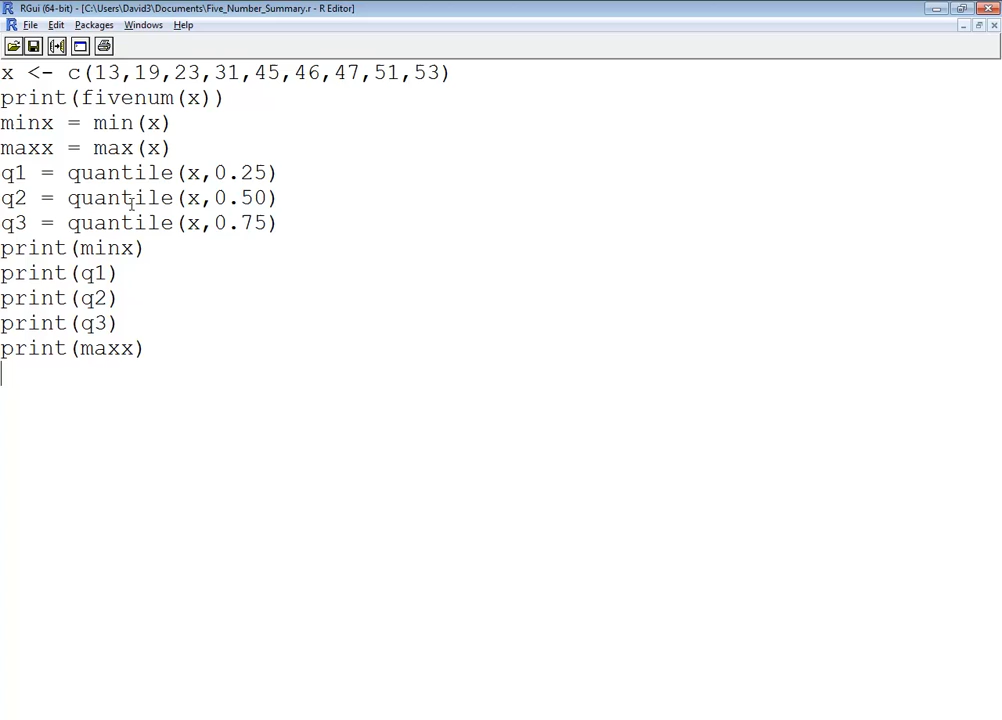 RGui (64-bit) - [C:\Users\David3\Documents\Five_Number_Summary.r - R Editor]
File Edit Packages Windows Help
x <- c(13,19,23,31,45,46,47,51,53)
print(fivenum(x))
minx = min(x)
maxx = max(x)
q1 = quantile(x,0.25)
q2 = quantile(x,0.50)
q3 = quantile(x,0.75)
print(minx)
print(q1)
print(q2)
print(q3)
print(maxx)